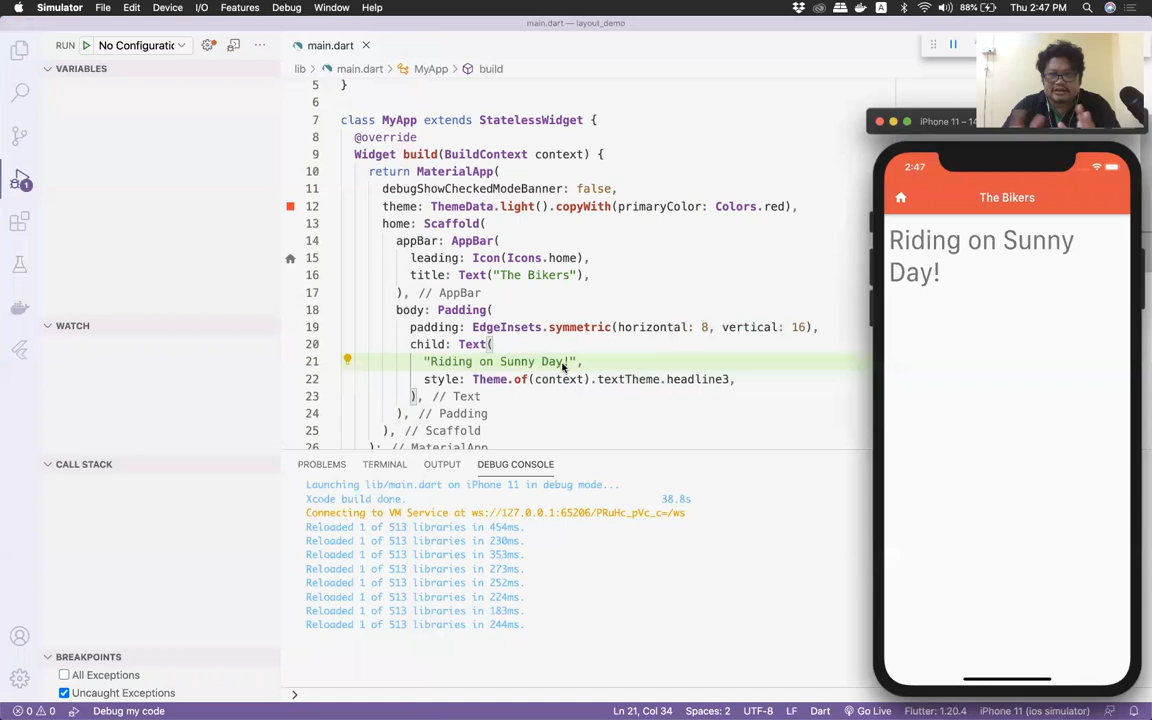 Simulator File Edit Device I/O Features Debug Window Help
88% Thu 2:47 PM
main.dart — layout_demo
RUN No Configuratic
main.dart
lib > main.dart > MyApp > build
VARIABLES
WATCH
CALL STACK
BREAKPOINTS
All Exceptions
Uncaught Exceptions
1
5 }
6
7 class MyApp extends StatelessWidget {
8 @override
9 Widget build(BuildContext context) {
10 return MaterialApp(
11 debugShowCheckedModeBanner: false,
12 theme: ThemeData.light().copyWith(primaryColor: Colors.red),
13 home: Scaffold(
14 appBar: AppBar(
15 leading: Icon(Icons.home),
16 title: Text("The Bikers"),
17 ), // AppBar
18 body: Padding(
19 padding: EdgeInsets.symmetric(horizontal: 8, vertical: 16),
20 child: Text(
21 "Riding on Sunny Day!",
22 style: Theme.of(context).textTheme.headline3,
23 ), // Text
24 ), // Padding
25 ), // Scaffold
26 ); // MaterialApp
PROBLEMS TERMINAL OUTPUT DEBUG CONSOLE
Launching lib/main.dart on iPhone 11 in debug mode...
Xcode build done. 38.8s
Connecting to VM Service at ws://127.0.0.1:65206/PRuHc_pVc_c=/ws
Reloaded 1 of 513 libraries in 454ms.
Reloaded 1 of 513 libraries in 230ms.
Reloaded 1 of 513 libraries in 353ms.
Reloaded 1 of 513 libraries in 273ms.
Reloaded 1 of 513 libraries in 252ms.
Reloaded 1 of 513 libraries in 224ms.
Reloaded 1 of 513 libraries in 183ms.
Reloaded 1 of 513 libraries in 244ms.
>
iPhone 11 – 14
2:47
The Bikers
Riding on Sunny
Day!
0 0 Debug my code Ln 21, Col 34 Spaces: 2 UTF-8 LF Dart Go Live Flutter: 1.20.4 iPhone 11 (ios simulator)